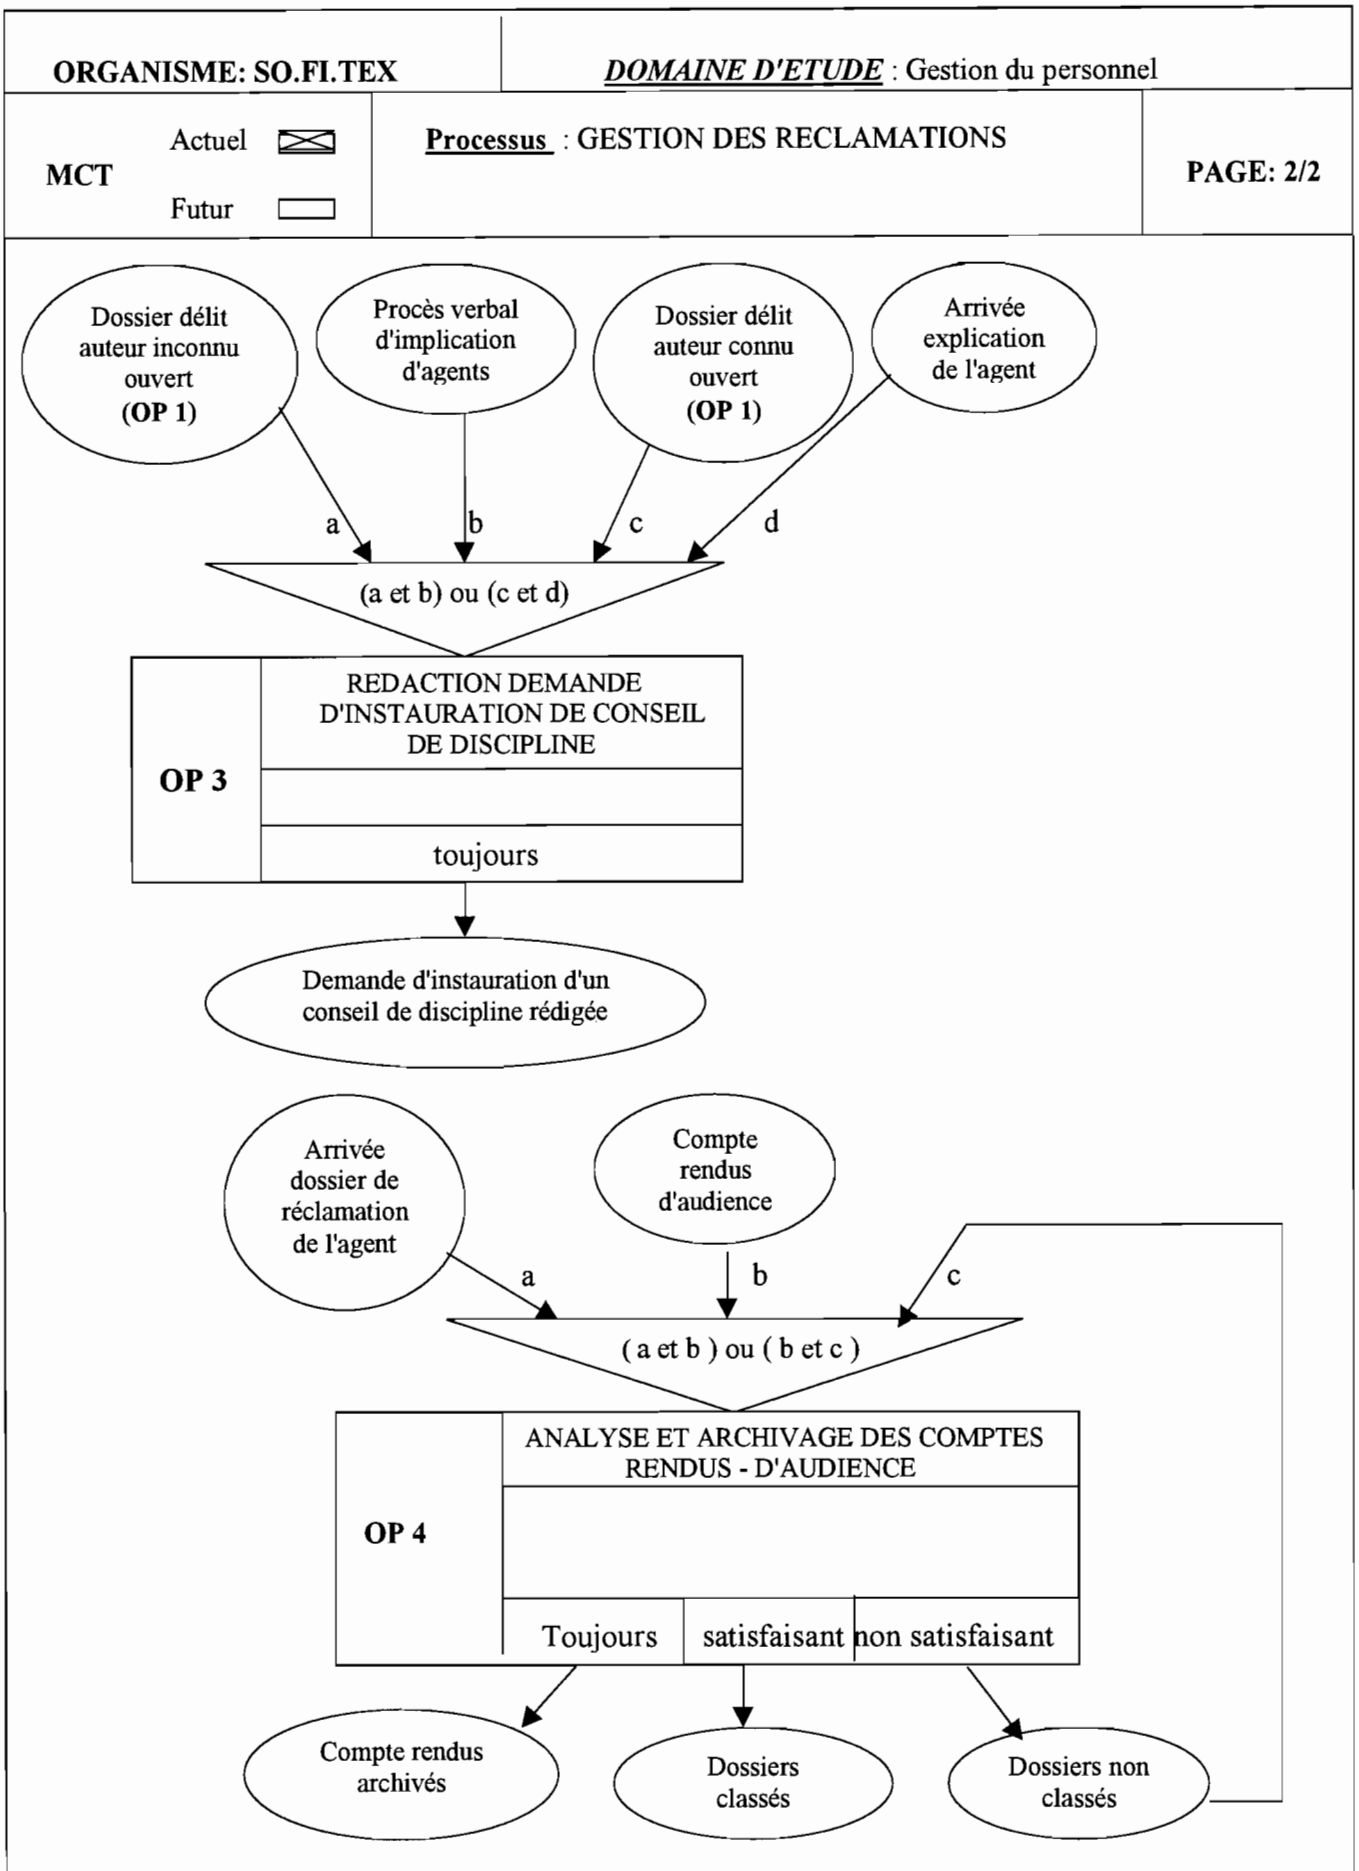 ORGANISME: SO.FI.TEX
DOMAINE D'ETUDE : Gestion du personnel
MCT
Actuel
Futur
Processus : GESTION DES RECLAMATIONS
PAGE: 2/2
Dossier délit
auteur inconnu
ouvert
(OP 1)
Procès verbal
d'implication
d'agents
Dossier délit
auteur connu
ouvert
(OP 1)
Arrivée
explication
de l'agent
a
b
c
d
(a et b) ou (c et d)
OP 3
REDACTION DEMANDE
D'INSTAURATION DE CONSEIL
DE DISCIPLINE
toujours
Demande d'instauration d'un
conseil de discipline rédigée
Arrivée
dossier de
réclamation
de l'agent
Compte
rendus
d'audience
a
b
c
( a et b ) ou ( b et c )
OP 4
ANALYSE ET ARCHIVAGE DES COMPTES
RENDUS - D'AUDIENCE
Toujours
satisfaisant
non satisfaisant
Compte rendus
archivés
Dossiers
classés
Dossiers non
classés